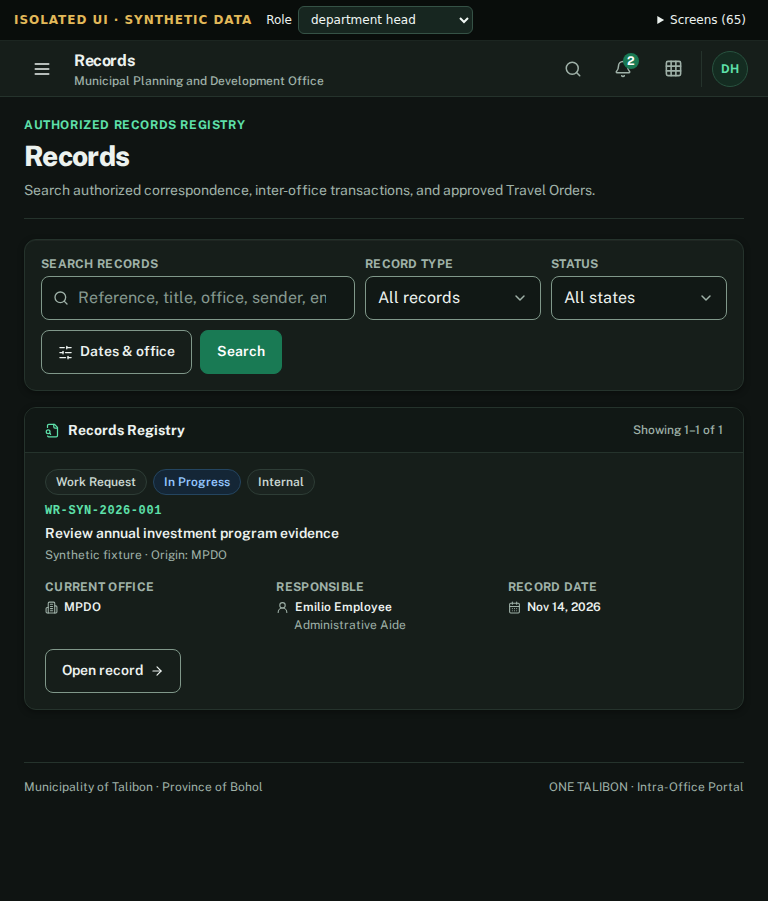 ISOLATED UI · SYNTHETIC DATA Role department head ▶ Screens (65)
Records
Municipal Planning and Development Office
2
DH
AUTHORIZED RECORDS REGISTRY
Records
Search authorized correspondence, inter-office transactions, and approved Travel Orders.
SEARCH RECORDS RECORD TYPE STATUS
Reference, title, office, sender, en All records All states
Dates & office Search
Records Registry Showing 1–1 of 1
Work Request In Progress Internal
WR-SYN-2026-001
Review annual investment program evidence
Synthetic fixture · Origin: MPDO
CURRENT OFFICE RESPONSIBLE RECORD DATE
MPDO Emilio Employee Nov 14, 2026
Administrative Aide
Open record →
Municipality of Talibon · Province of Bohol ONE TALIBON · Intra-Office Portal